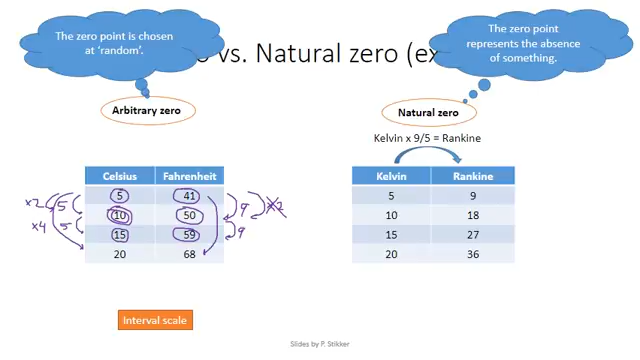 The zero point is chosen
at ‘random’.
The zero point
represents the absence
of something.
vs. Natural zero (ex
Arbitrary zero
Natural zero
Kelvin x 9/5 = Rankine
Celsius Fahrenheit
5 41
10 50
15 59
20 68
x2
x4
5
5
9
9
x2
Kelvin Rankine
5 9
10 18
15 27
20 36
Interval scale
Slides by P. Stikker